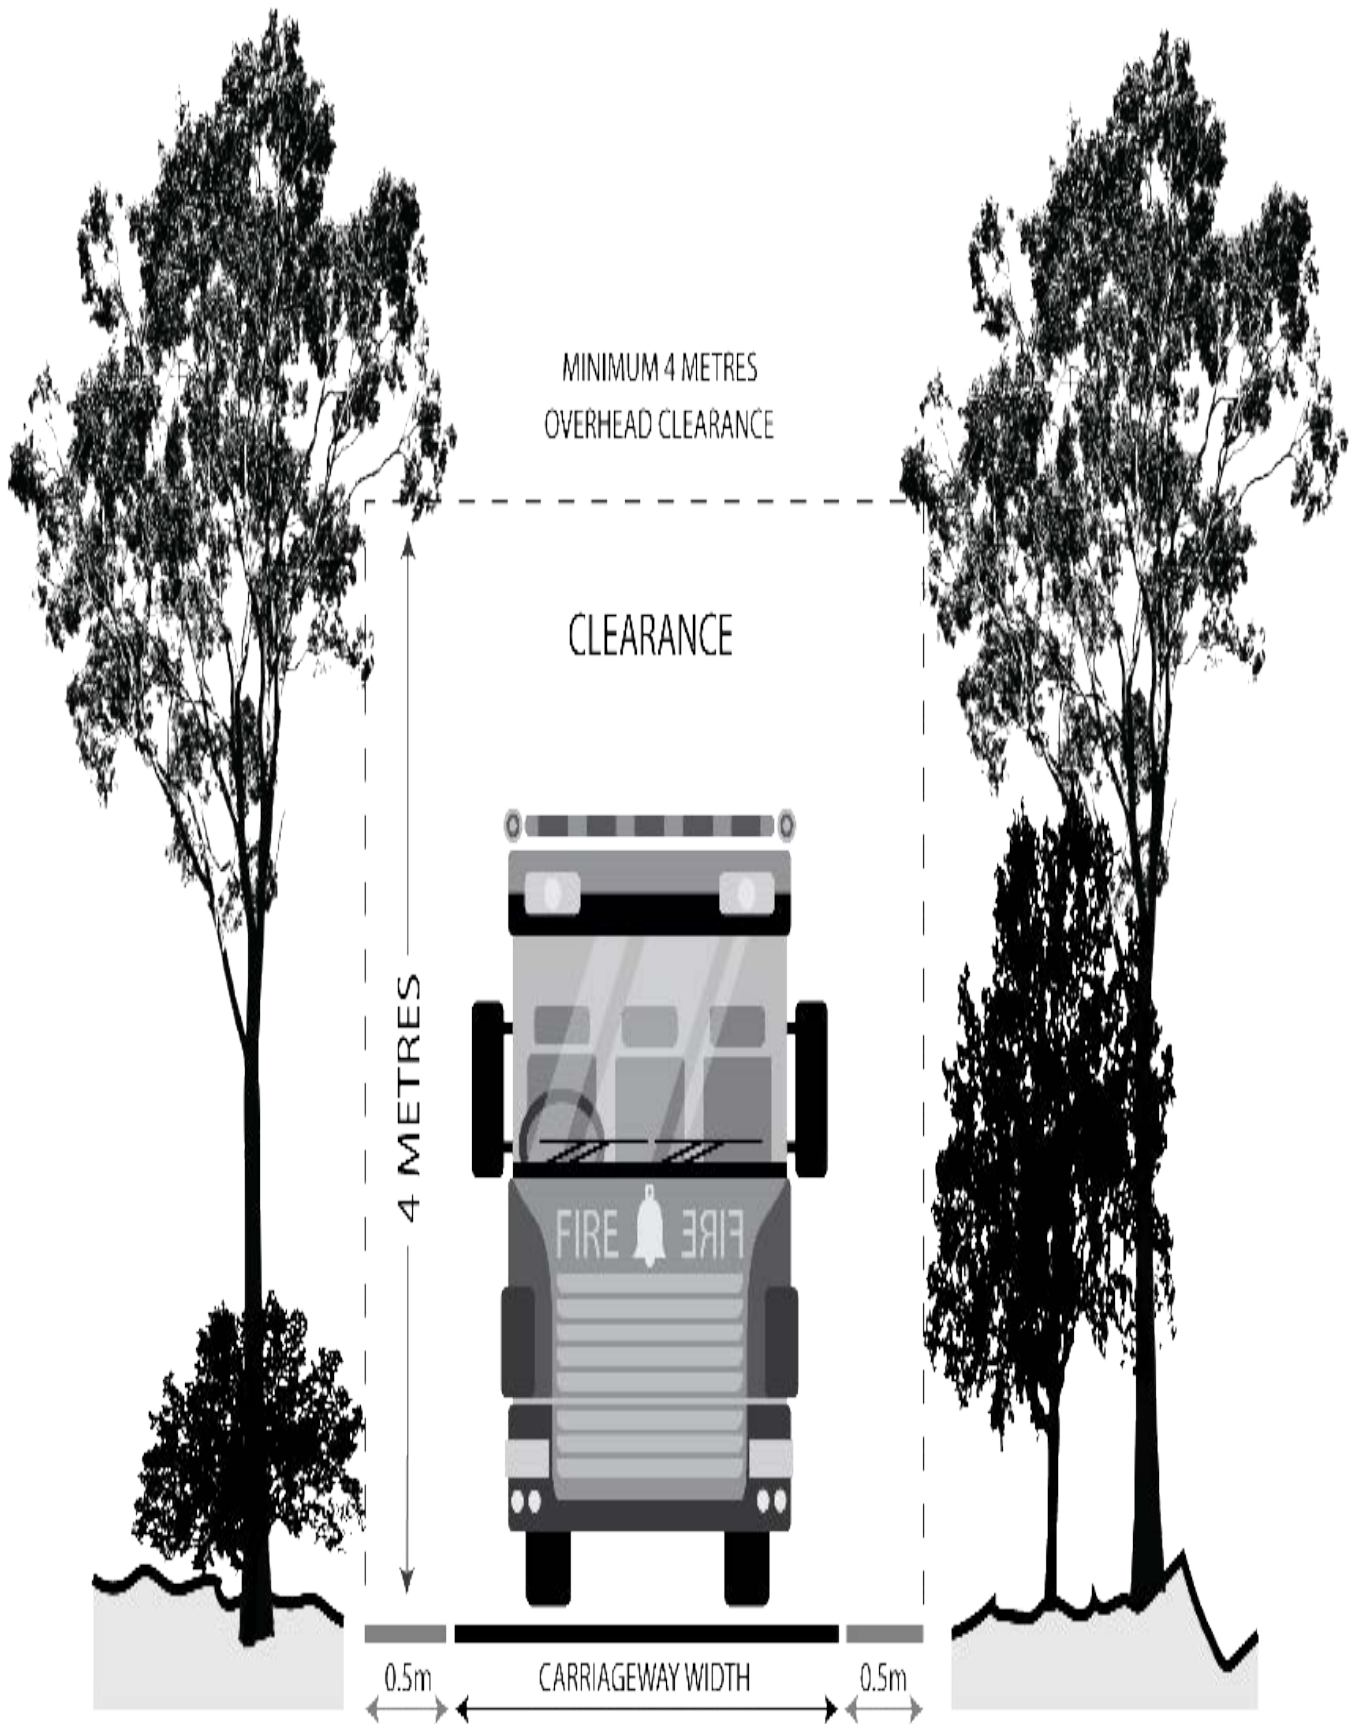 MINIMUM 4 METRES
OVERHEAD CLEARANCE
CLEARANCE
4 METRES
FIRE FIRE
0.5m
CARRIAGEWAY WIDTH
0.5m